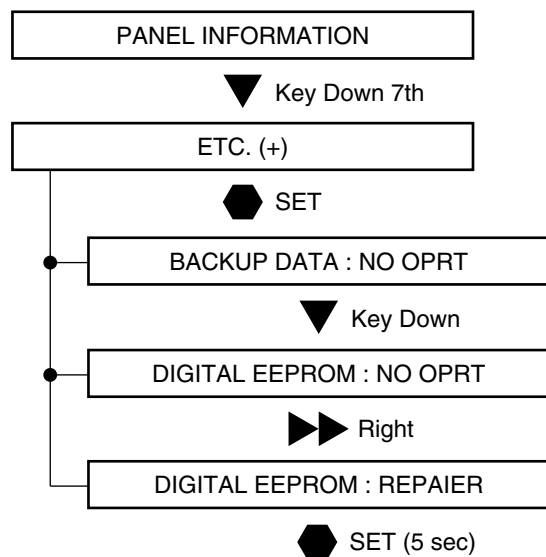 PANEL INFORMATION
Key Down 7th
ETC. (+)
SET
BACKUP DATA : NO OPRT
Key Down
DIGITAL EEPROM : NO OPRT
Right
DIGITAL EEPROM : REPAIER
SET (5 sec)